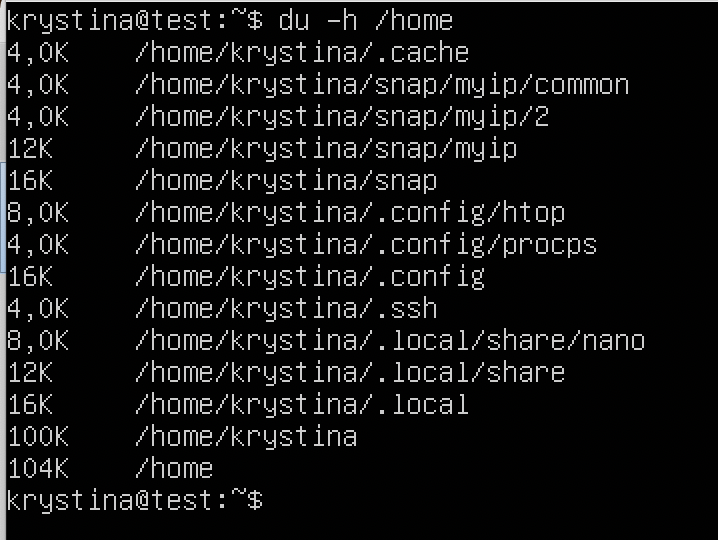 krystina@test:~$ du -h /home
4,0K    /home/krystina/.cache
4,0K    /home/krystina/snap/myip/common
4,0K    /home/krystina/snap/myip/2
12K     /home/krystina/snap/myip
16K     /home/krystina/snap
8,0K    /home/krystina/.config/htop
4,0K    /home/krystina/.config/procps
16K     /home/krystina/.config
4,0K    /home/krystina/.ssh
8,0K    /home/krystina/.local/share/nano
12K     /home/krystina/.local/share
16K     /home/krystina/.local
100K    /home/krystina
104K    /home
krystina@test:~$